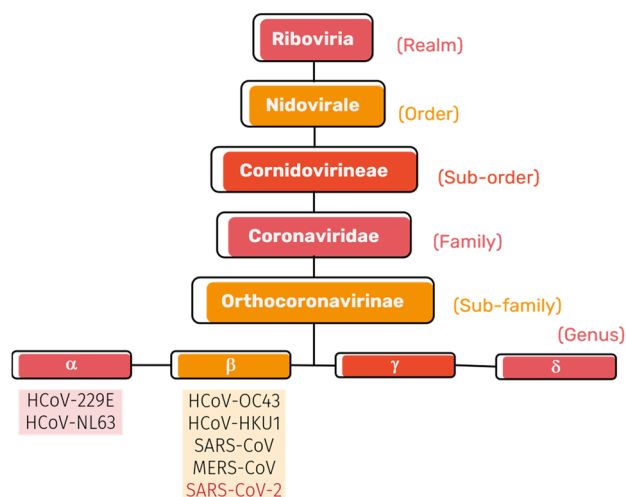 Riboviria
(Realm)
Nidovirale
(Order)
Cornidovirineae
(Sub-order)
Coronaviridae
(Family)
Orthocoronavirinae
(Sub-family)
(Genus)
α
β
γ
δ
HCoV-229E
HCoV-NL63
HCoV-OC43
HCoV-HKU1
SARS-CoV
MERS-CoV
SARS-CoV-2